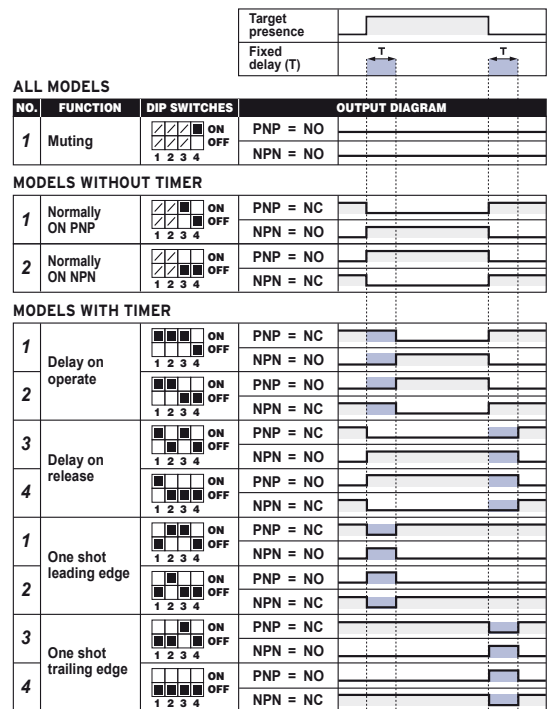 Target presence
Fixed delay (T)
T T
ALL MODELS
NO. FUNCTION DIP SWITCHES OUTPUT DIAGRAM
1 Muting ON OFF 1 2 3 4
PNP = NO
NPN = NO
MODELS WITHOUT TIMER
1 Normally ON PNP ON OFF 1 2 3 4
PNP = NC
NPN = NO
2 Normally ON NPN ON OFF 1 2 3 4
PNP = NO
NPN = NC
MODELS WITH TIMER
1 Delay on operate ON OFF 1 2 3 4
PNP = NC
NPN = NO
2 ON OFF 1 2 3 4
PNP = NO
NPN = NC
3 Delay on release ON OFF 1 2 3 4
PNP = NC
NPN = NO
4 ON OFF 1 2 3 4
PNP = NO
NPN = NC
1 One shot leading edge ON OFF 1 2 3 4
PNP = NC
NPN = NO
2 ON OFF 1 2 3 4
PNP = NO
NPN = NC
3 One shot trailing edge ON OFF 1 2 3 4
PNP = NC
NPN = NO
4 ON OFF 1 2 3 4
PNP = NO
NPN = NC